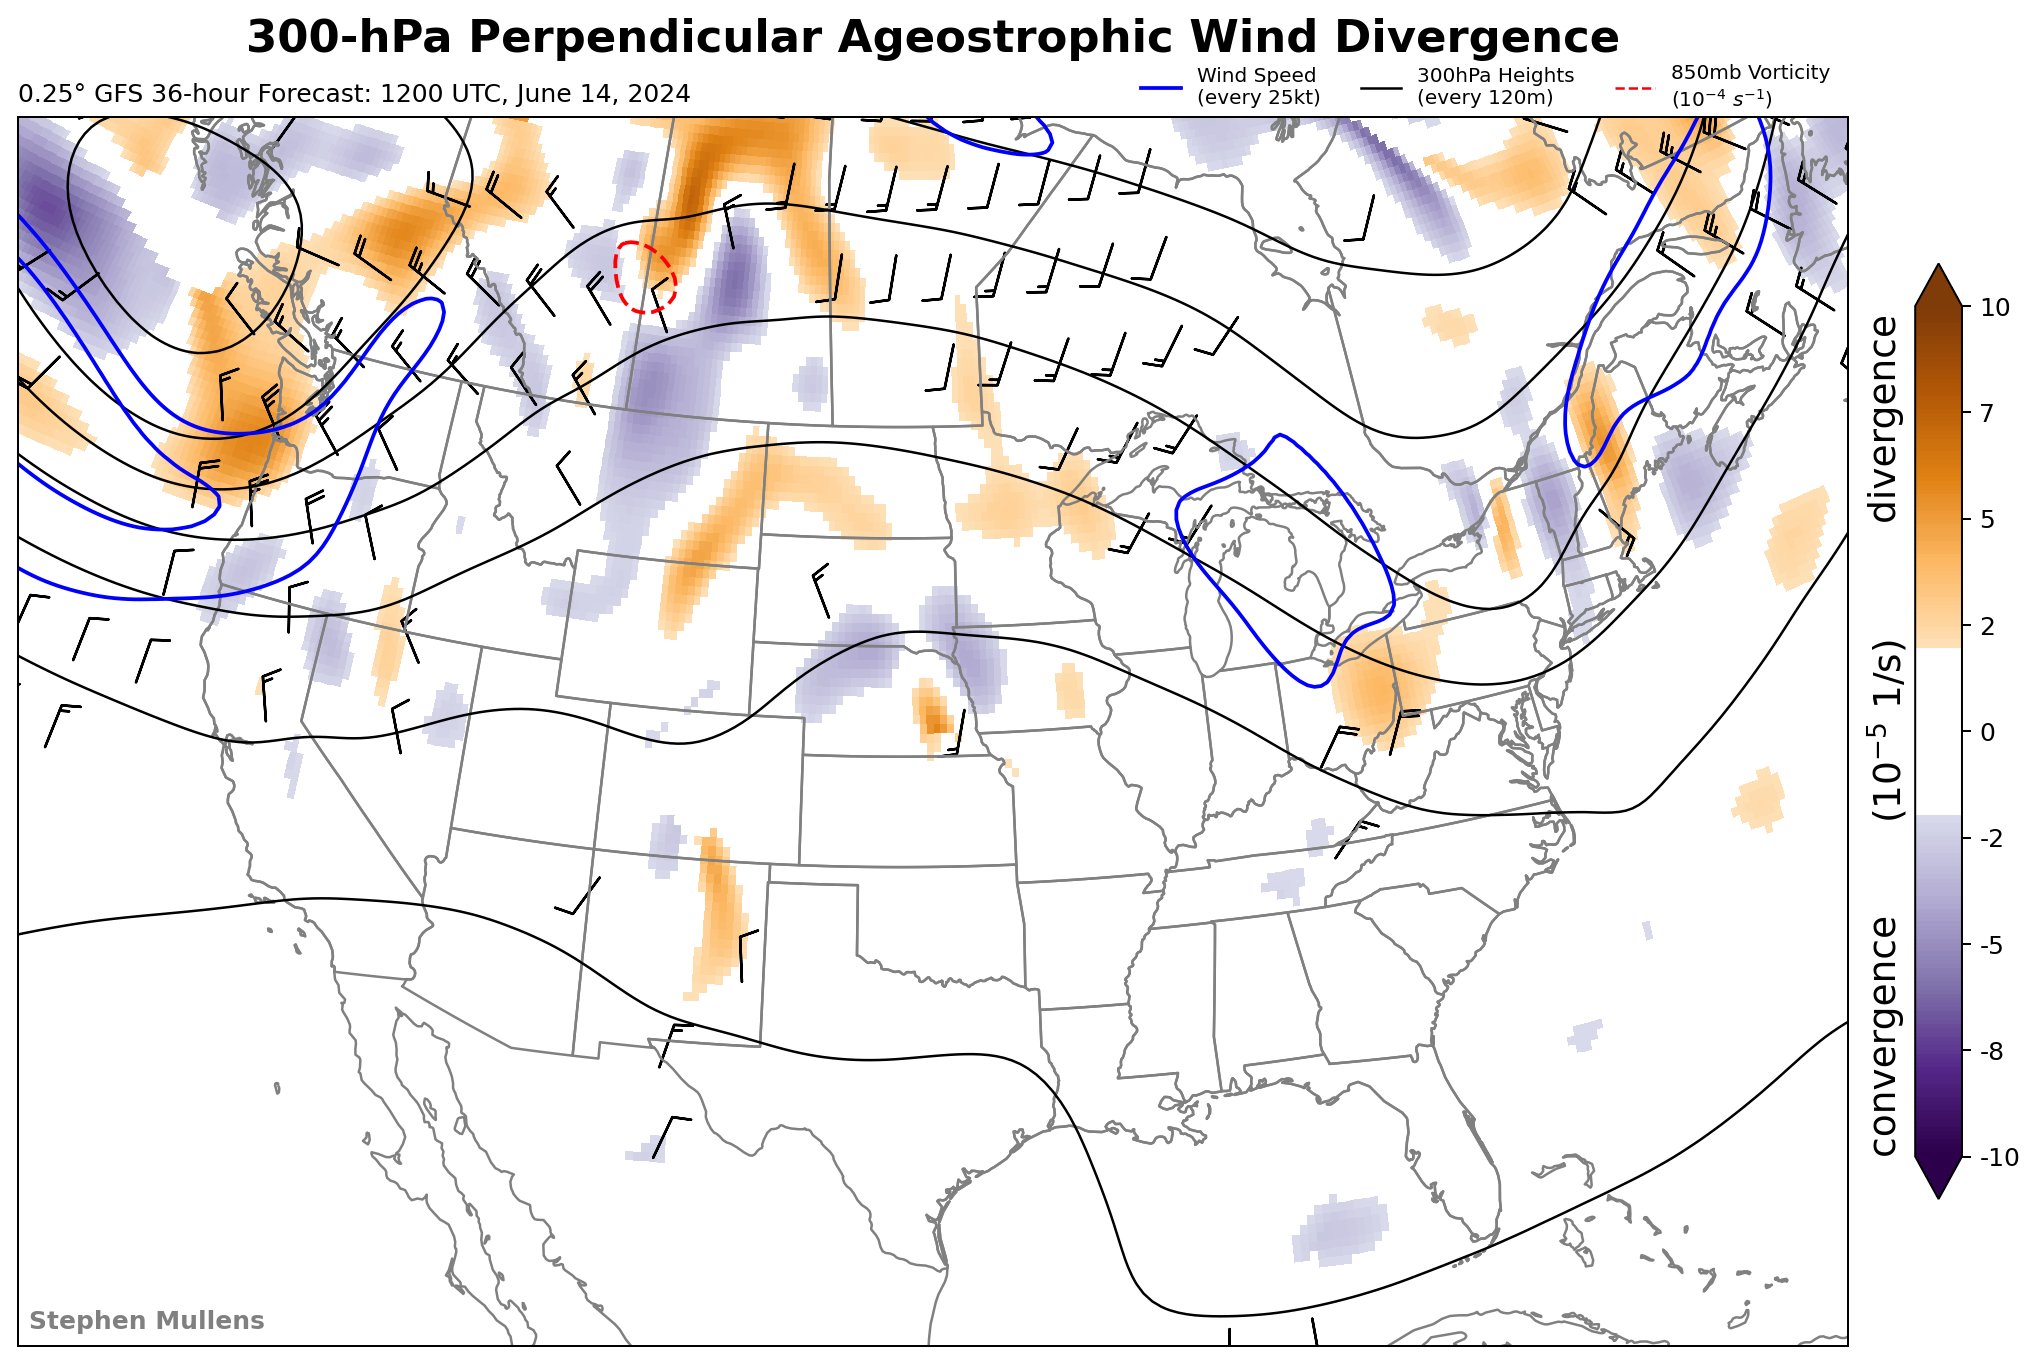 300-hPa Perpendicular Ageostrophic Wind Divergence
0.25° GFS 36-hour Forecast: 1200 UTC, June 14, 2024
Wind Speed
(every 25kt)
300hPa Heights
(every 120m)
850mb Vorticity
(10⁻⁴ s⁻¹)
10
7
5
2
0
-2
-5
-8
-10
convergence (10⁻⁵ 1/s) divergence
Stephen Mullens